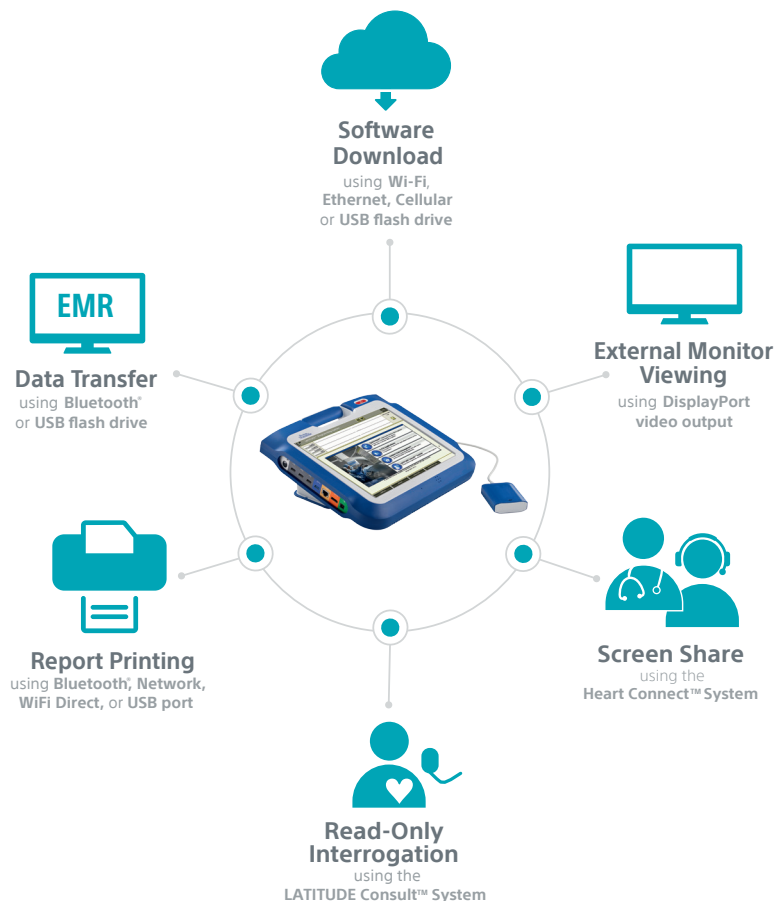 Software
Download
using Wi-Fi,
Ethernet, Cellular
or USB flash drive
EMR
Data Transfer
using Bluetooth®
or USB flash drive
External Monitor
Viewing
using DisplayPort
video output
Report Printing
using Bluetooth®, Network,
WiFi Direct, or USB port
Screen Share
using the
Heart Connect™ System
Read-Only
Interrogation
using the
LATITUDE Consult™ System